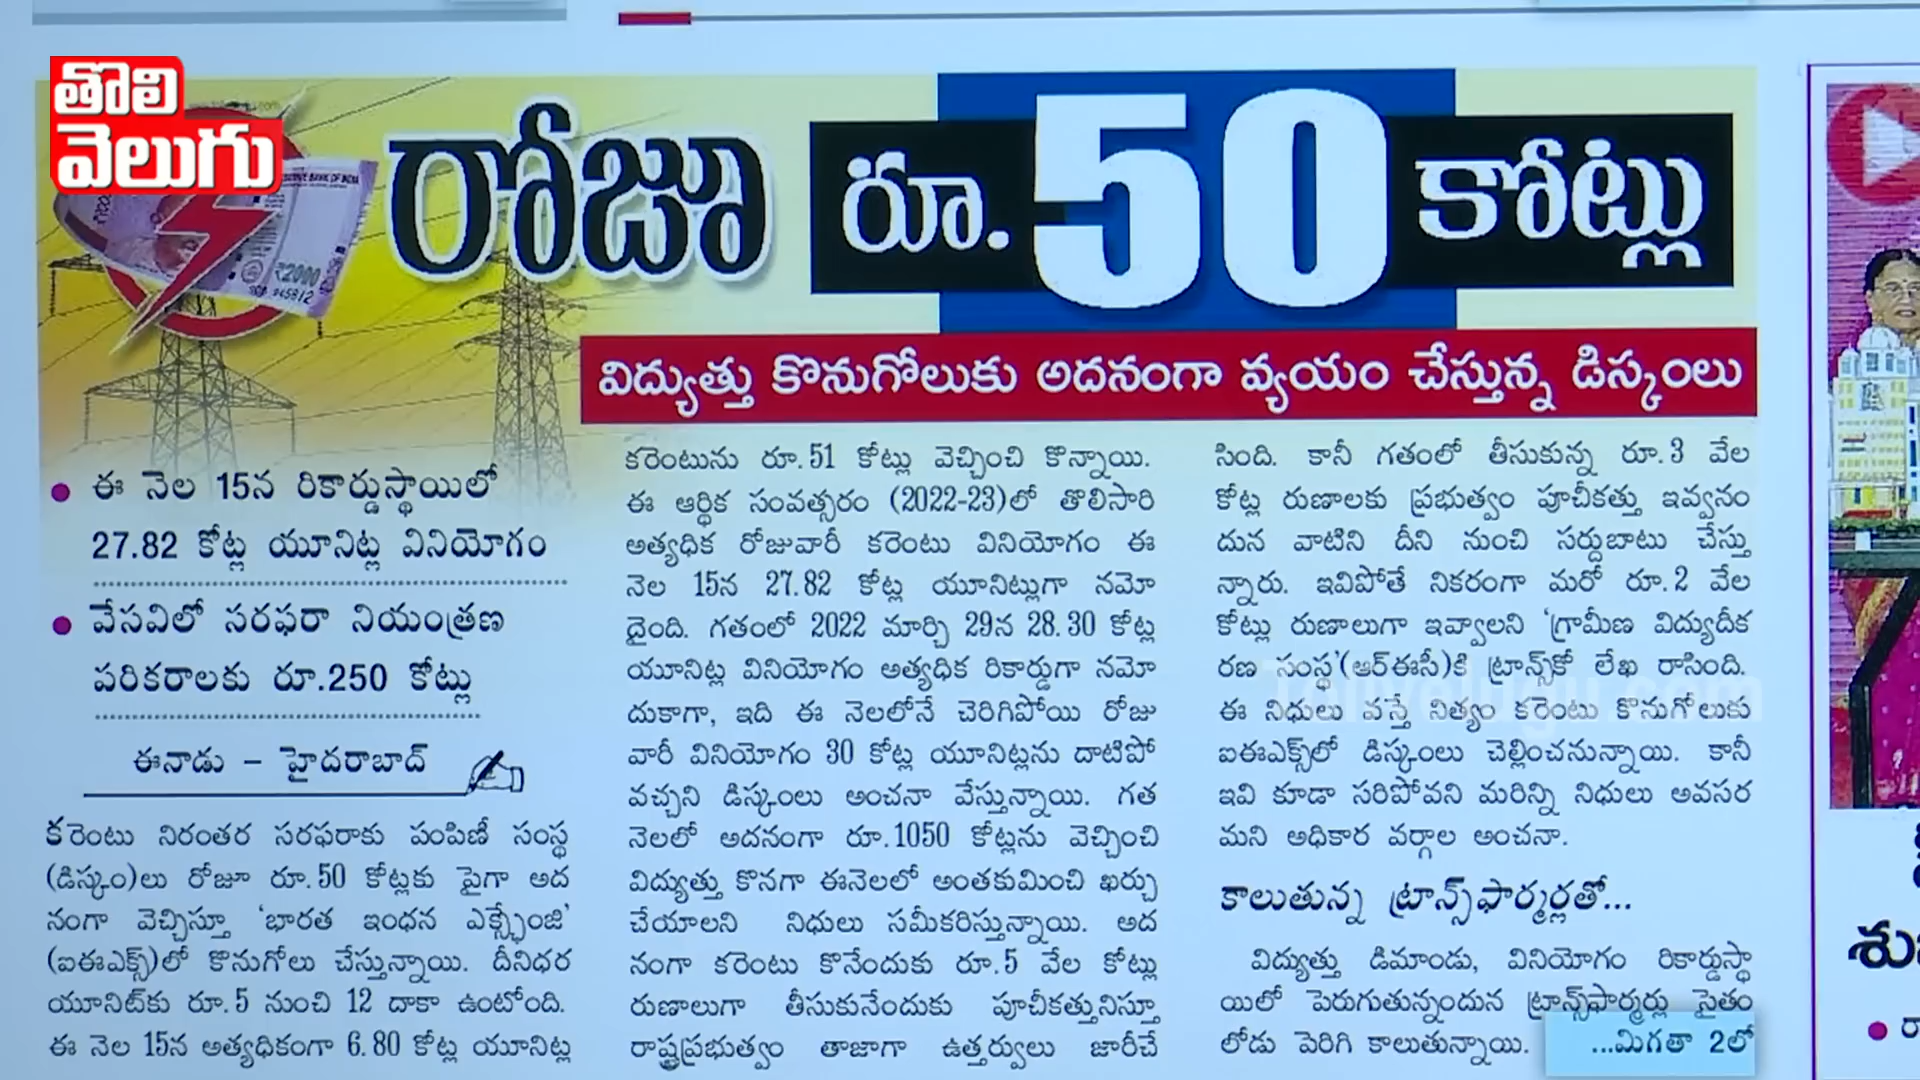 తొలి
వెలుగు
రోజూ రూ.50 కోట్లు
విద్యుత్తు కొనుగోలుకు అదనంగా వ్యయం చేస్తున్న డిస్కంలు
ఈ నెల 15న రికార్డుస్థాయిలో
27.82 కోట్ల యూనిట్ల వినియోగం
వేసవిలో సరఫరా నియంత్రణ
పరికరాలకు రూ.250 కోట్లు
ఈనాడు – హైదరాబాద్
కరెంటు నిరంతర సరఫరాకు పంపిణీ సంస్థ
(డిస్కం)లు రోజూ రూ.50 కోట్లకు పైగా అద
నంగా వెచ్చిస్తూ ‘భారత ఇంధన ఎక్స్ఛేంజి’
(ఐఈఎక్స్)లో కొనుగోలు చేస్తున్నాయి. దీనిధర
యూనిట్‌కు రూ.5 నుంచి 12 దాకా ఉంటోంది.
ఈ నెల 15న అత్యధికంగా 6.80 కోట్ల యూనిట్ల
కరెంటును రూ.51 కోట్లు వెచ్చించి కొన్నాయి.
ఈ ఆర్థిక సంవత్సరం (2022-23)లో తొలిసారి
అత్యధిక రోజువారీ కరెంటు వినియోగం ఈ
నెల 15న 27.82 కోట్ల యూనిట్లుగా నమో
దైంది. గతంలో 2022 మార్చి 29న 28.30 కోట్ల
యూనిట్ల వినియోగం అత్యధిక రికార్డుగా నమో
దుకాగా, ఇది ఈ నెలలోనే చెరిగిపోయి రోజు
వారీ వినియోగం 30 కోట్ల యూనిట్లను దాటిపో
వచ్చని డిస్కంలు అంచనా వేస్తున్నాయి. గత
నెలలో అదనంగా రూ.1050 కోట్లను వెచ్చించి
విద్యుత్తు కొనగా ఈనెలలో అంతకుమించి ఖర్చు
చేయాలని నిధులు సమీకరిస్తున్నాయి. అద
నంగా కరెంటు కొనేందుకు రూ.5 వేల కోట్లు
రుణాలుగా తీసుకునేందుకు పూచీకత్తునిస్తూ
రాష్ట్రప్రభుత్వం తాజాగా ఉత్తర్వులు జారీచే
సింది. కానీ గతంలో తీసుకున్న రూ.3 వేల
కోట్ల రుణాలకు ప్రభుత్వం పూచీకత్తు ఇవ్వనం
దున వాటిని దీని నుంచి సర్దుబాటు చేస్తు
న్నారు. ఇవిపోతే నికరంగా మరో రూ.2 వేల
కోట్లు రుణాలుగా ఇవ్వాలని ‘గ్రామీణ విద్యుదీక
రణ సంస్థ’(ఆర్ఈసీ)కి ట్రాన్స్‌కో లేఖ రాసింది.
ఈ నిధులు వస్తే నిత్యం కరెంటు కొనుగోలుకు
ఐఈఎక్స్‌లో డిస్కంలు చెల్లించనున్నాయి. కానీ
ఇవి కూడా సరిపోవని మరిన్ని నిధులు అవసర
మని అధికార వర్గాల అంచనా.
కాలుతున్న ట్రాన్స్‌ఫార్మర్లతో...
విద్యుత్తు డిమాండు, వినియోగం రికార్డుస్థా
యిలో పెరుగుతున్నందున ట్రాన్స్‌ఫార్మర్లు సైతం
లోడు పెరిగి కాలుతున్నాయి.
...మిగతా 2లో
Tolivelugu.com